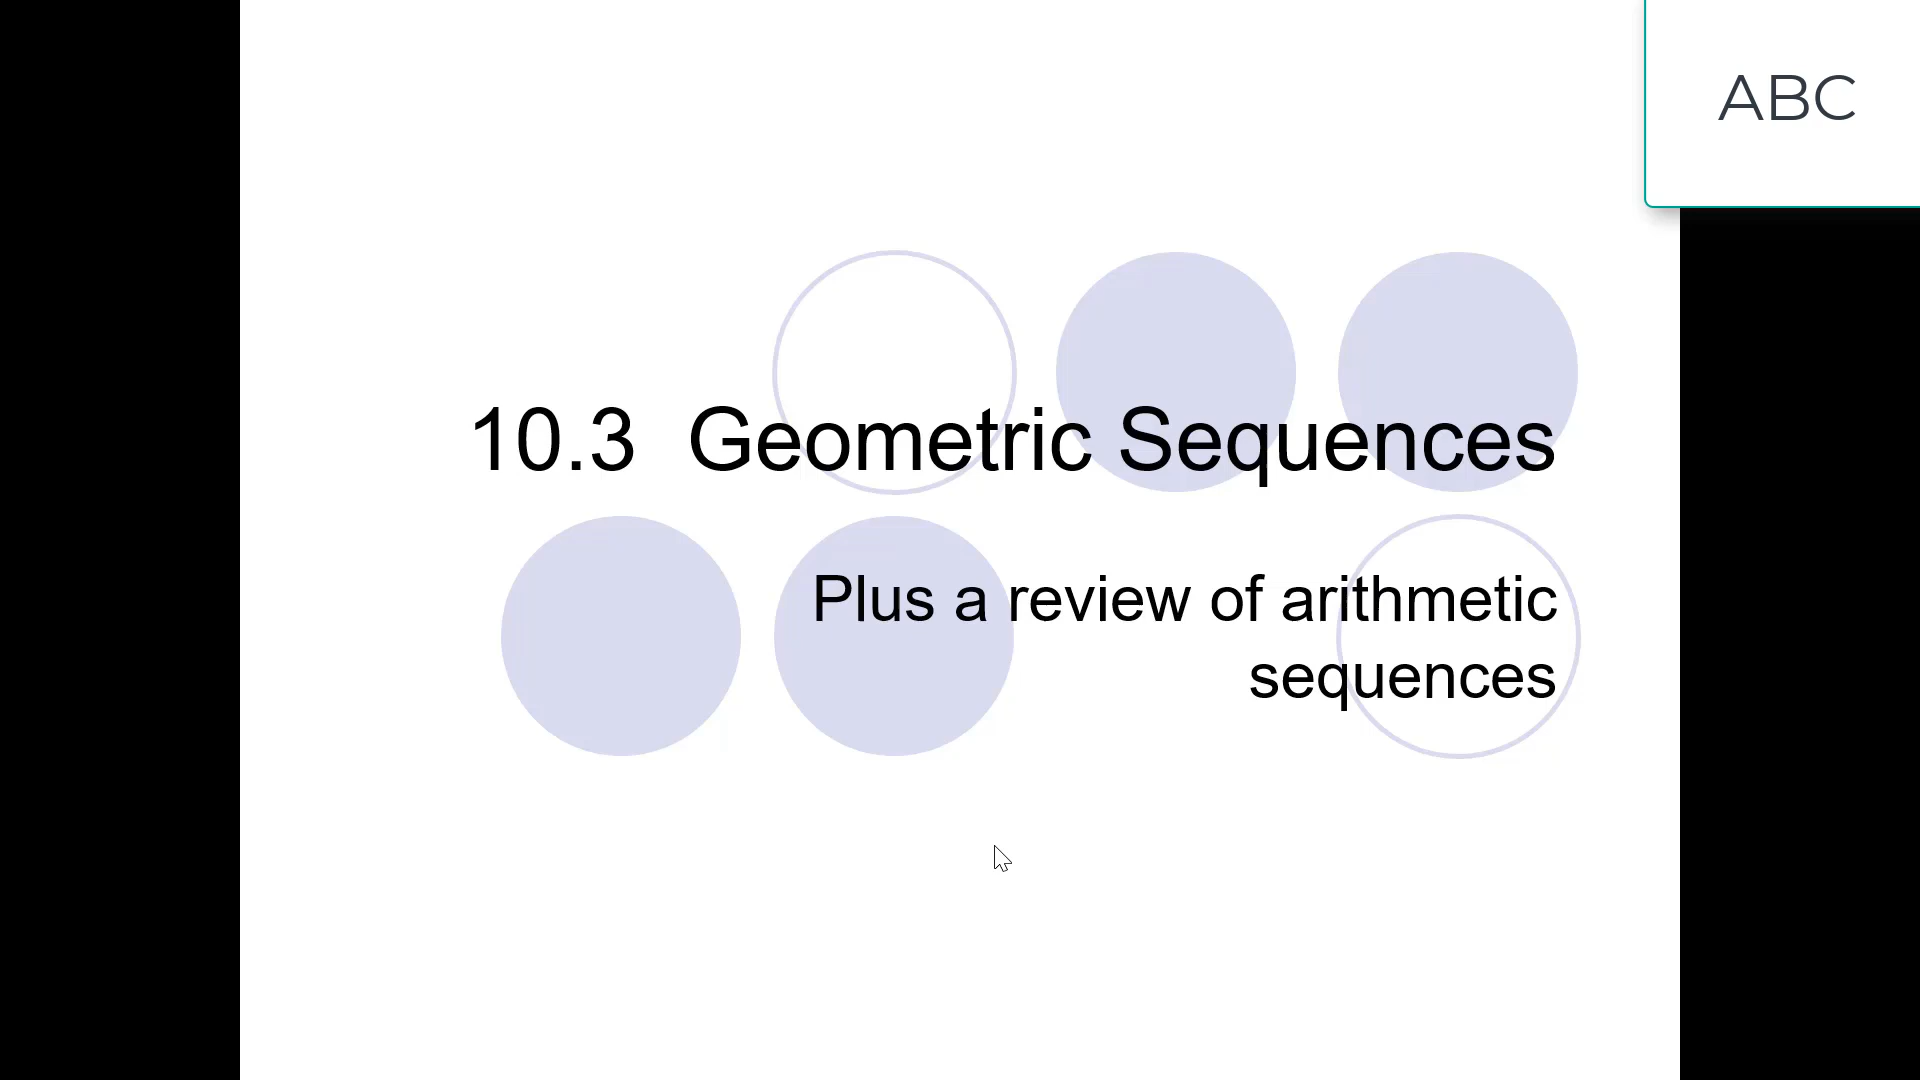 ABC
10.3 Geometric Sequences
Plus a review of arithmetic
sequences